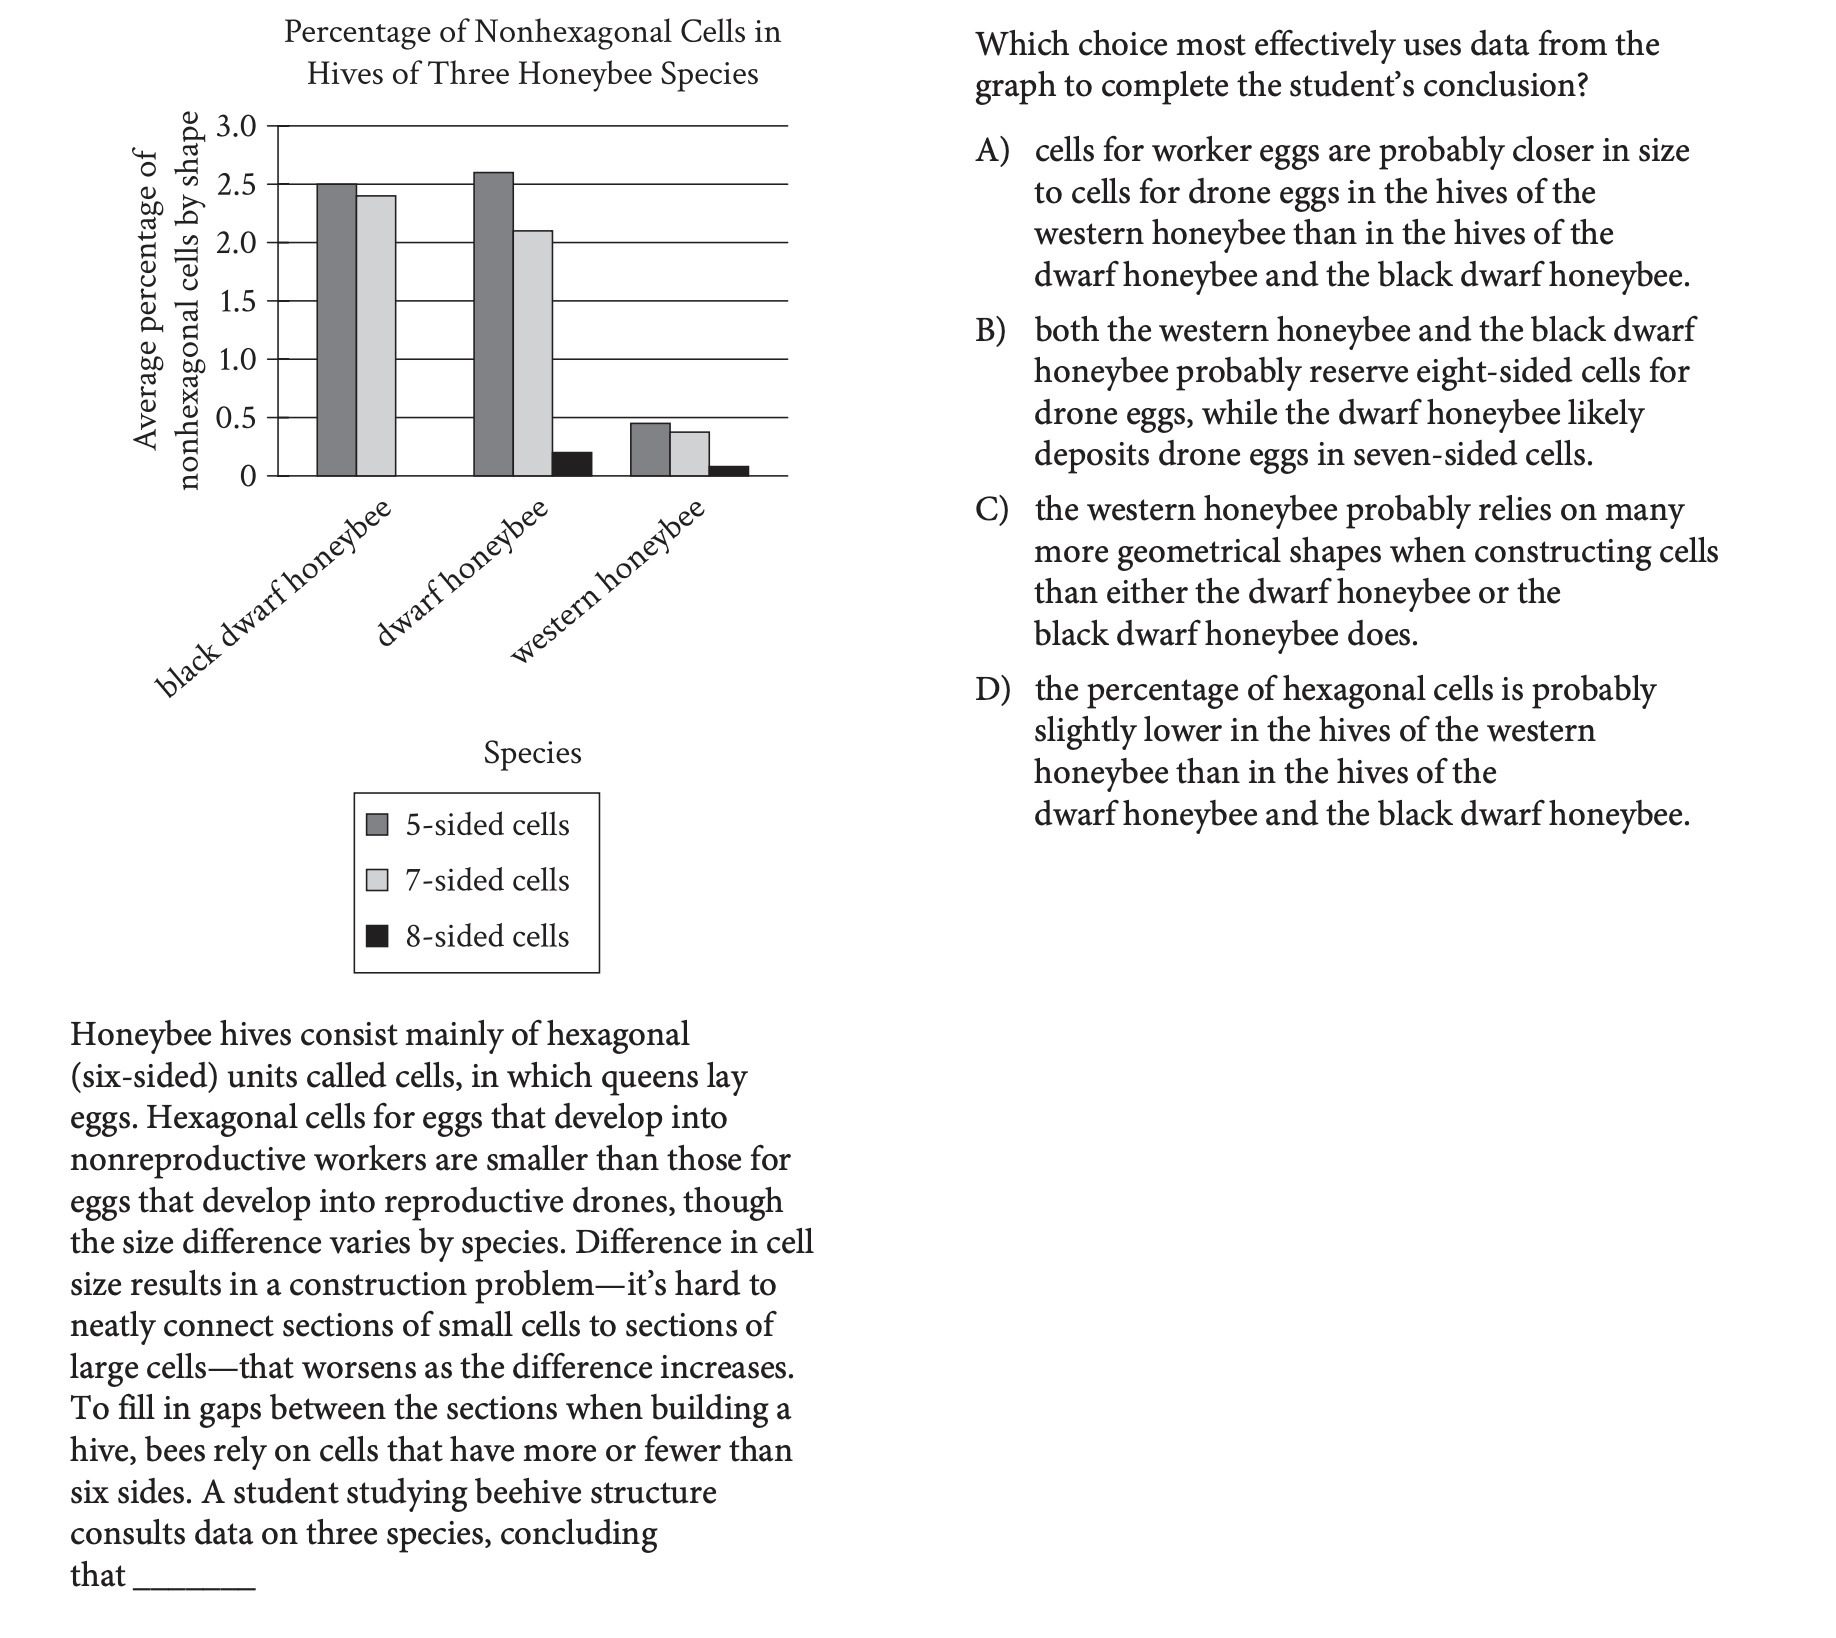 Percentage of Nonhexagonal Cells in
Hives of Three Honeybee Species
Average percentage of
nonhexagonal cells by shape
3.0
2.5
2.0
1.5
1.0
0.5
0
black dwarf honeybee
dwarf honeybee
western honeybee
Species
5-sided cells
7-sided cells
8-sided cells
Honeybee hives consist mainly of hexagonal
(six-sided) units called cells, in which queens lay
eggs. Hexagonal cells for eggs that develop into
nonreproductive workers are smaller than those for
eggs that develop into reproductive drones, though
the size difference varies by species. Difference in cell
size results in a construction problem—it’s hard to
neatly connect sections of small cells to sections of
large cells—that worsens as the difference increases.
To fill in gaps between the sections when building a
hive, bees rely on cells that have more or fewer than
six sides. A student studying beehive structure
consults data on three species, concluding
that _______
Which choice most effectively uses data from the
graph to complete the student’s conclusion?
A) cells for worker eggs are probably closer in size
to cells for drone eggs in the hives of the
western honeybee than in the hives of the
dwarf honeybee and the black dwarf honeybee.
B) both the western honeybee and the black dwarf
honeybee probably reserve eight-sided cells for
drone eggs, while the dwarf honeybee likely
deposits drone eggs in seven-sided cells.
C) the western honeybee probably relies on many
more geometrical shapes when constructing cells
than either the dwarf honeybee or the
black dwarf honeybee does.
D) the percentage of hexagonal cells is probably
slightly lower in the hives of the western
honeybee than in the hives of the
dwarf honeybee and the black dwarf honeybee.